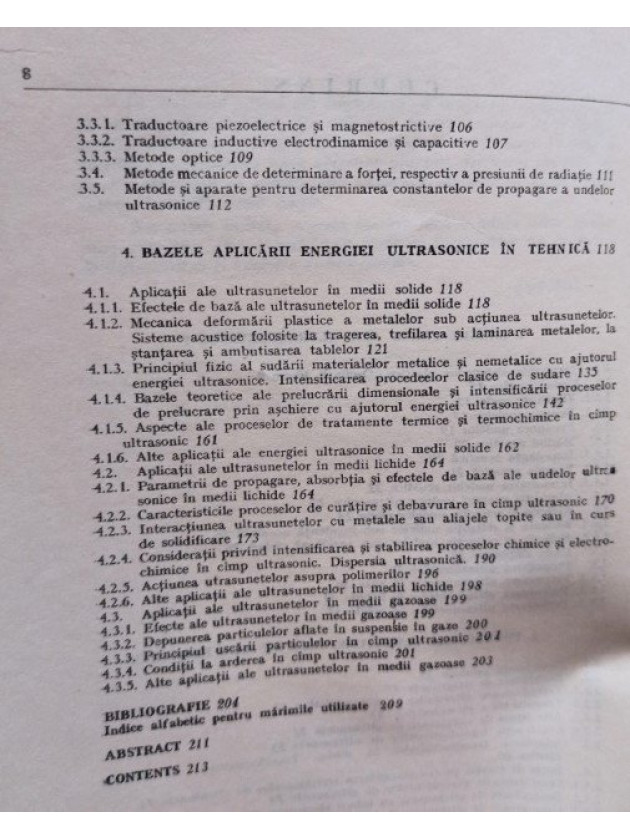 8
3.3.1. Traductoare piezoelectrice și magnetostrictive 106
3.3.2. Traductoare inductive electrodinamice și capacitive 107
3.3.3. Metode optice 109
3.4. Metode mecanice de determinare a forței, respectiv a presiunii de radiație 111
3.5. Metode și aparate pentru determinarea constantelor de propagare a undelor
ultrasonice 112
4. BAZELE APLICĂRII ENERGIEI ULTRASONICE ÎN TEHNICĂ 118
4.1. Aplicații ale ultrasunetelor în medii solide 118
4.1.1. Efectele de bază ale ultrasunetelor în medii solide 118
4.1.2. Mecanica deformării plastice a metalelor sub acțiunea ultrasunetelor.
Sisteme acustice folosite la tragerea, trefilarea și laminarea metalelor, la
ștanțarea și ambutisarea tablelor 121
4.1.3. Principiul fizic al sudării materialelor metalice și nemetalice cu ajutorul
energiei ultrasonice. Intensificarea procedeelor clasice de sudare 135
4.1.4. Bazele teoretice ale prelucrării dimensionale și intensificării proceselor
de prelucrare prin așchiere cu ajutorul energiei ultrasonice 142
4.1.5. Aspecte ale proceselor de tratamente termice și termochimice în cîmp
ultrasonic 161
4.1.6. Alte aplicații ale energiei ultrasonice în medii solide 162
4.2. Aplicații ale ultrasunetelor în medii lichide 164
4.2.1. Parametrii de propagare, absorbția și efectele de bază ale undelor ultra
sonice în medii lichide 164
4.2.2. Caracteristicile proceselor de curățire și debavurare în cîmp ultrasonic 170
4.2.3. Interacțiunea ultrasunetelor cu metalele sau aliajele topite sau în curs
de solidificare 173
4.2.4. Considerații privind intensificarea și stabilirea proceselor chimice și electro-
chimice în cîmp ultrasonic. Dispersia ultrasonică. 190
4.2.5. Acțiunea utrasunetelor asupra polimerilor 196
4.2.6. Alte aplicații ale ultrasunetelor în medii lichide 198
4.3. Aplicații ale ultrasunetelor în medii gazoase 199
4.3.1. Efecte ale ultrasunetelor în medii gazoase 199
4.3.2. Depunerea particulelor aflate în suspensie în gaze 200
4.3.3. Principiul uscării particulelor în cîmp ultrasonic 201
4.3.4. Condiții la arderea în cîmp ultrasonic 201
4.3.5. Alte aplicații ale ultrasunetelor în medii gazoase 203
BIBLIOGRAFIE 204
Indice alfabetic pentru mărimile utilizate 209
ABSTRACT 211
CONTENTS 213